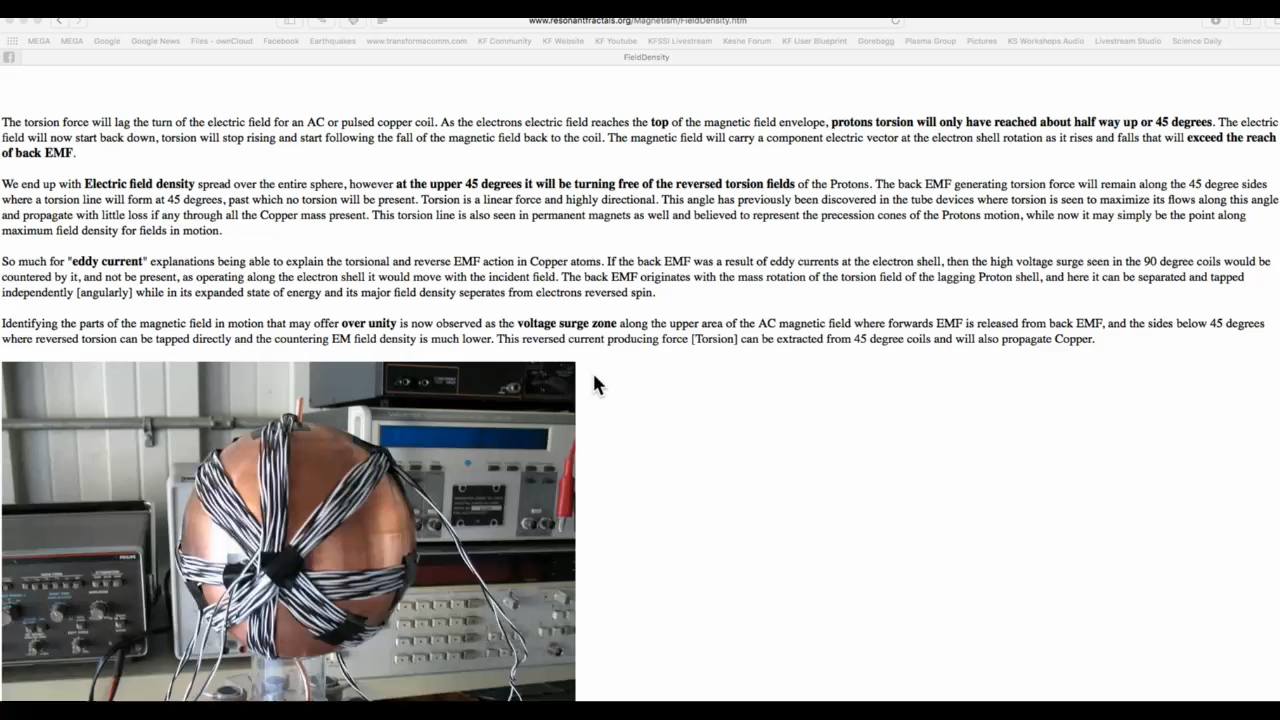 www.resonantfractals.org/Magnetism/FieldDensity.htm
MEGA MEGA Google Google News Files - ownCloud Facebook Earthquakes www.transformacomm.com KF Community KF Website KF Youtube KFSSI Livestream Keshe Forum KF User Blueprint Gorebagg Plasma Group Pictures KS Workshops Audio Livestream Studio Science Daily
FieldDensity
The torsion force will lag the turn of the electric field for an AC or pulsed copper coil. As the electrons electric field reaches the top of the magnetic field envelope, protons torsion will only have reached about half way up or 45 degrees. The electric
field will now start back down, torsion will stop rising and start following the fall of the magnetic field back to the coil. The magnetic field will carry a component electric vector at the electron shell rotation as it rises and falls that will exceed the reach
of back EMF.
We end up with Electric field density spread over the entire sphere, however at the upper 45 degrees it will be turning free of the reversed torsion fields of the Protons. The back EMF generating torsion force will remain along the 45 degree sides
where a torsion line will form at 45 degrees, past which no torsion will be present. Torsion is a linear force and highly directional. This angle has previously been discovered in the tube devices where torsion is seen to maximize its flows along this angle
and propagate with little loss if any through all the Copper mass present. This torsion line is also seen in permanent magnets as well and believed to represent the precession cones of the Protons motion, while now it may simply be the point along
maximum field density for fields in motion.
So much for "eddy current" explanations being able to explain the torsional and reverse EMF action in Copper atoms. If the back EMF was a result of eddy currents at the electron shell, then the high voltage surge seen in the 90 degree coils would be
countered by it, and not be present, as operating along the electron shell it would move with the incident field. The back EMF originates with the mass rotation of the torsion field of the lagging Proton shell, and here it can be separated and tapped
independently [angularly] while in its expanded state of energy and its major field density seperates from electrons reversed spin.
Identifying the parts of the magnetic field in motion that may offer over unity is now observed as the voltage surge zone along the upper area of the AC magnetic field where forwards EMF is released from back EMF, and the sides below 45 degrees
where reversed torsion can be tapped directly and the countering EM field density is much lower. This reversed current producing force [Torsion] can be extracted from 45 degree coils and will also propagate Copper.
PHILIPS